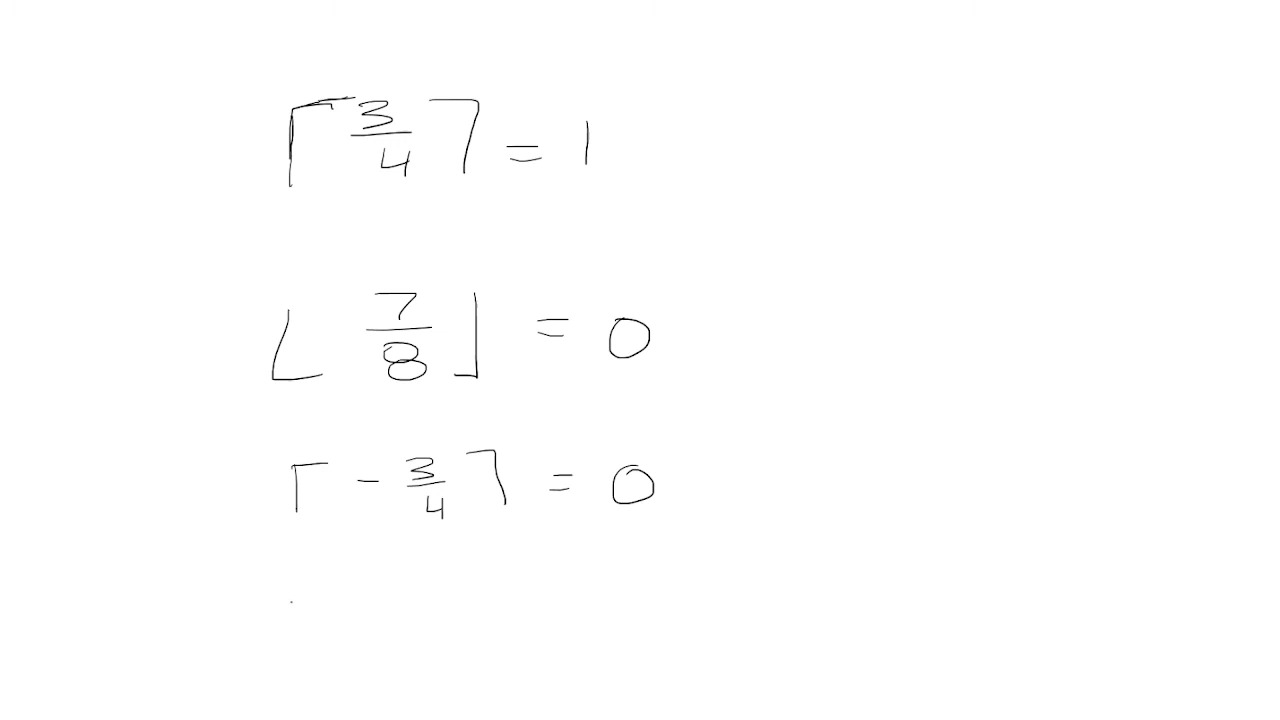 ⌈ 3/4 ⌉ = 1
⌊ 7/8 ⌋ = 0
⌈ - 3/4 ⌉ = 0